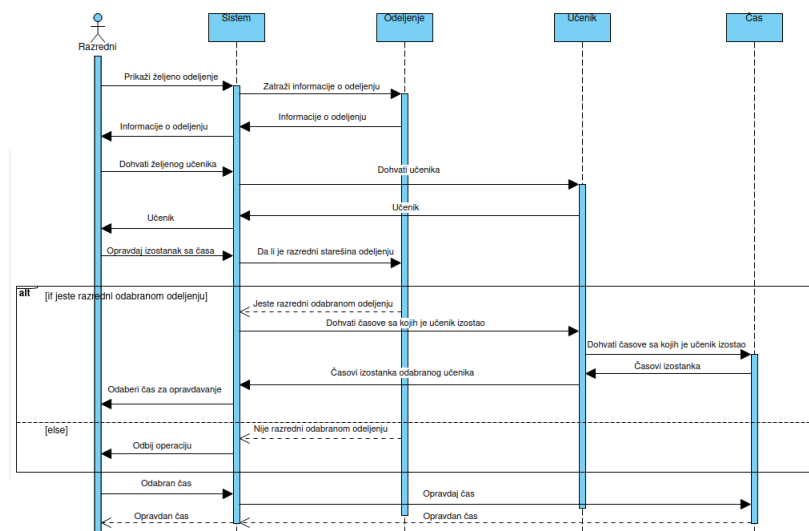 Razredni
Sistem
Odeljenje
Učenik
Čas
Prikaži željeno odeljenje
Zatraži informacije o odeljenju
Informacije o odeljenju
Informacije o odeljenju
Dohvati željenog učenika
Dohvati učenika
Učenik
Učenik
Opravdaj izostanak sa časa
Da li je razredni starešina odeljenju
alt
[if jeste razredni odabranom odeljenju]
Jeste razredni odabranom odeljenju
Dohvati časove sa kojih je učenik izostao
Dohvati časove sa kojih je učenik izostao
Časovi izostanka
Časovi izostanka odabranog učenika
Odaberi čas za opravdavanje
[else]
Nije razredni odabranom odeljenju
Odbij operaciju
Odabran čas
Opravdaj čas
Opravdan čas
Opravdan čas